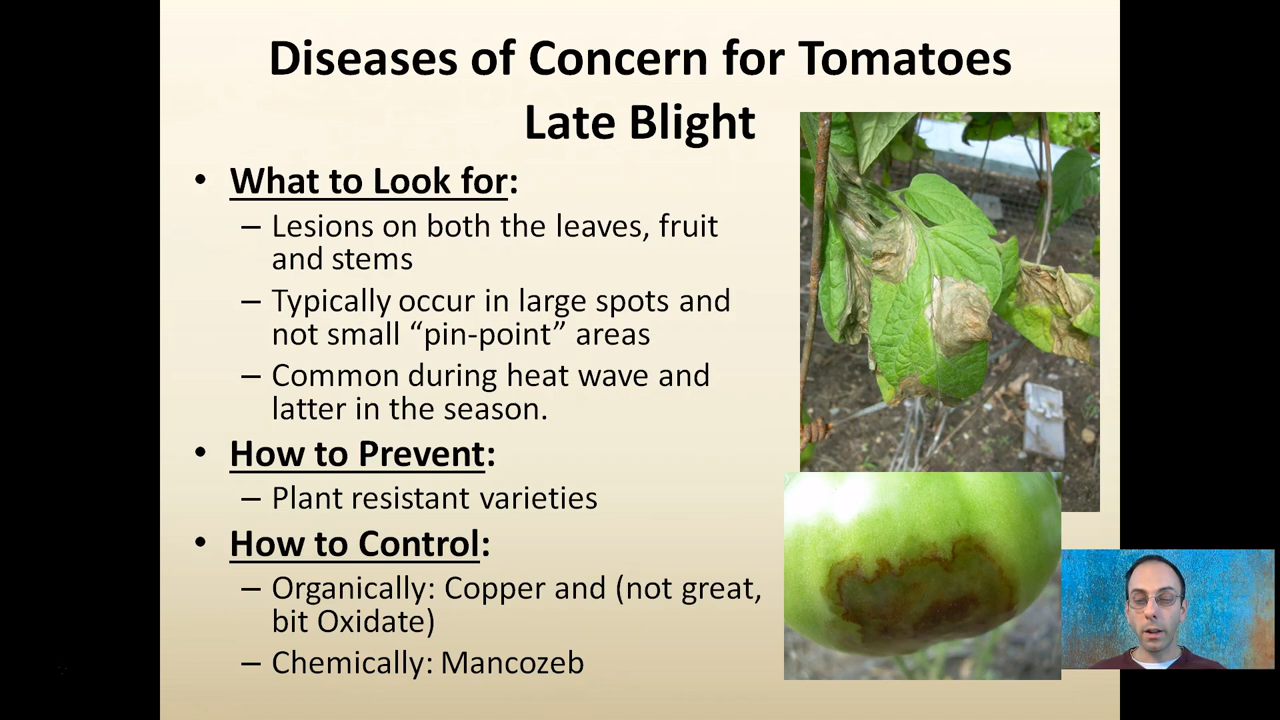 Diseases of Concern for Tomatoes
Late Blight
• What to Look for:
– Lesions on both the leaves, fruit
and stems
– Typically occur in large spots and
not small “pin-point” areas
– Common during heat wave and
latter in the season.
• How to Prevent:
– Plant resistant varieties
• How to Control:
– Organically: Copper and (not great,
bit Oxidate)
– Chemically: Mancozeb